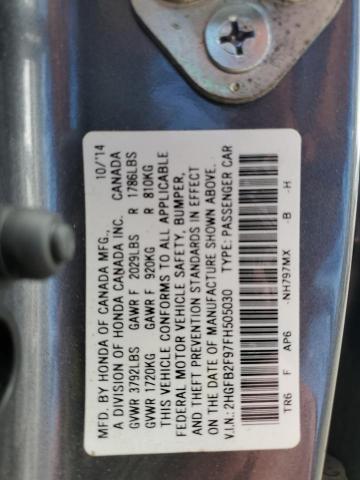 MFD. BY HONDA OF CANADA MFG., 10/'14
A DIVISION OF HONDA CANADA INC. CANADA
GVWR 3792LBS GAWR F 2029LBS R 1786LBS
GVWR 1720KG GAWR F 920KG R 810KG
THIS VEHICLE CONFORMS TO ALL APPLICABLE
FEDERAL MOTOR VEHICLE SAFETY, BUMPER,
AND THEFT PREVENTION STANDARDS IN EFFECT
ON THE DATE OF MANUFACTURE SHOWN ABOVE.
V.I.N.: 2HGFB2F97FH505030 TYPE: PASSENGER CAR
TR6 F AP6 -NH797MX -B -H